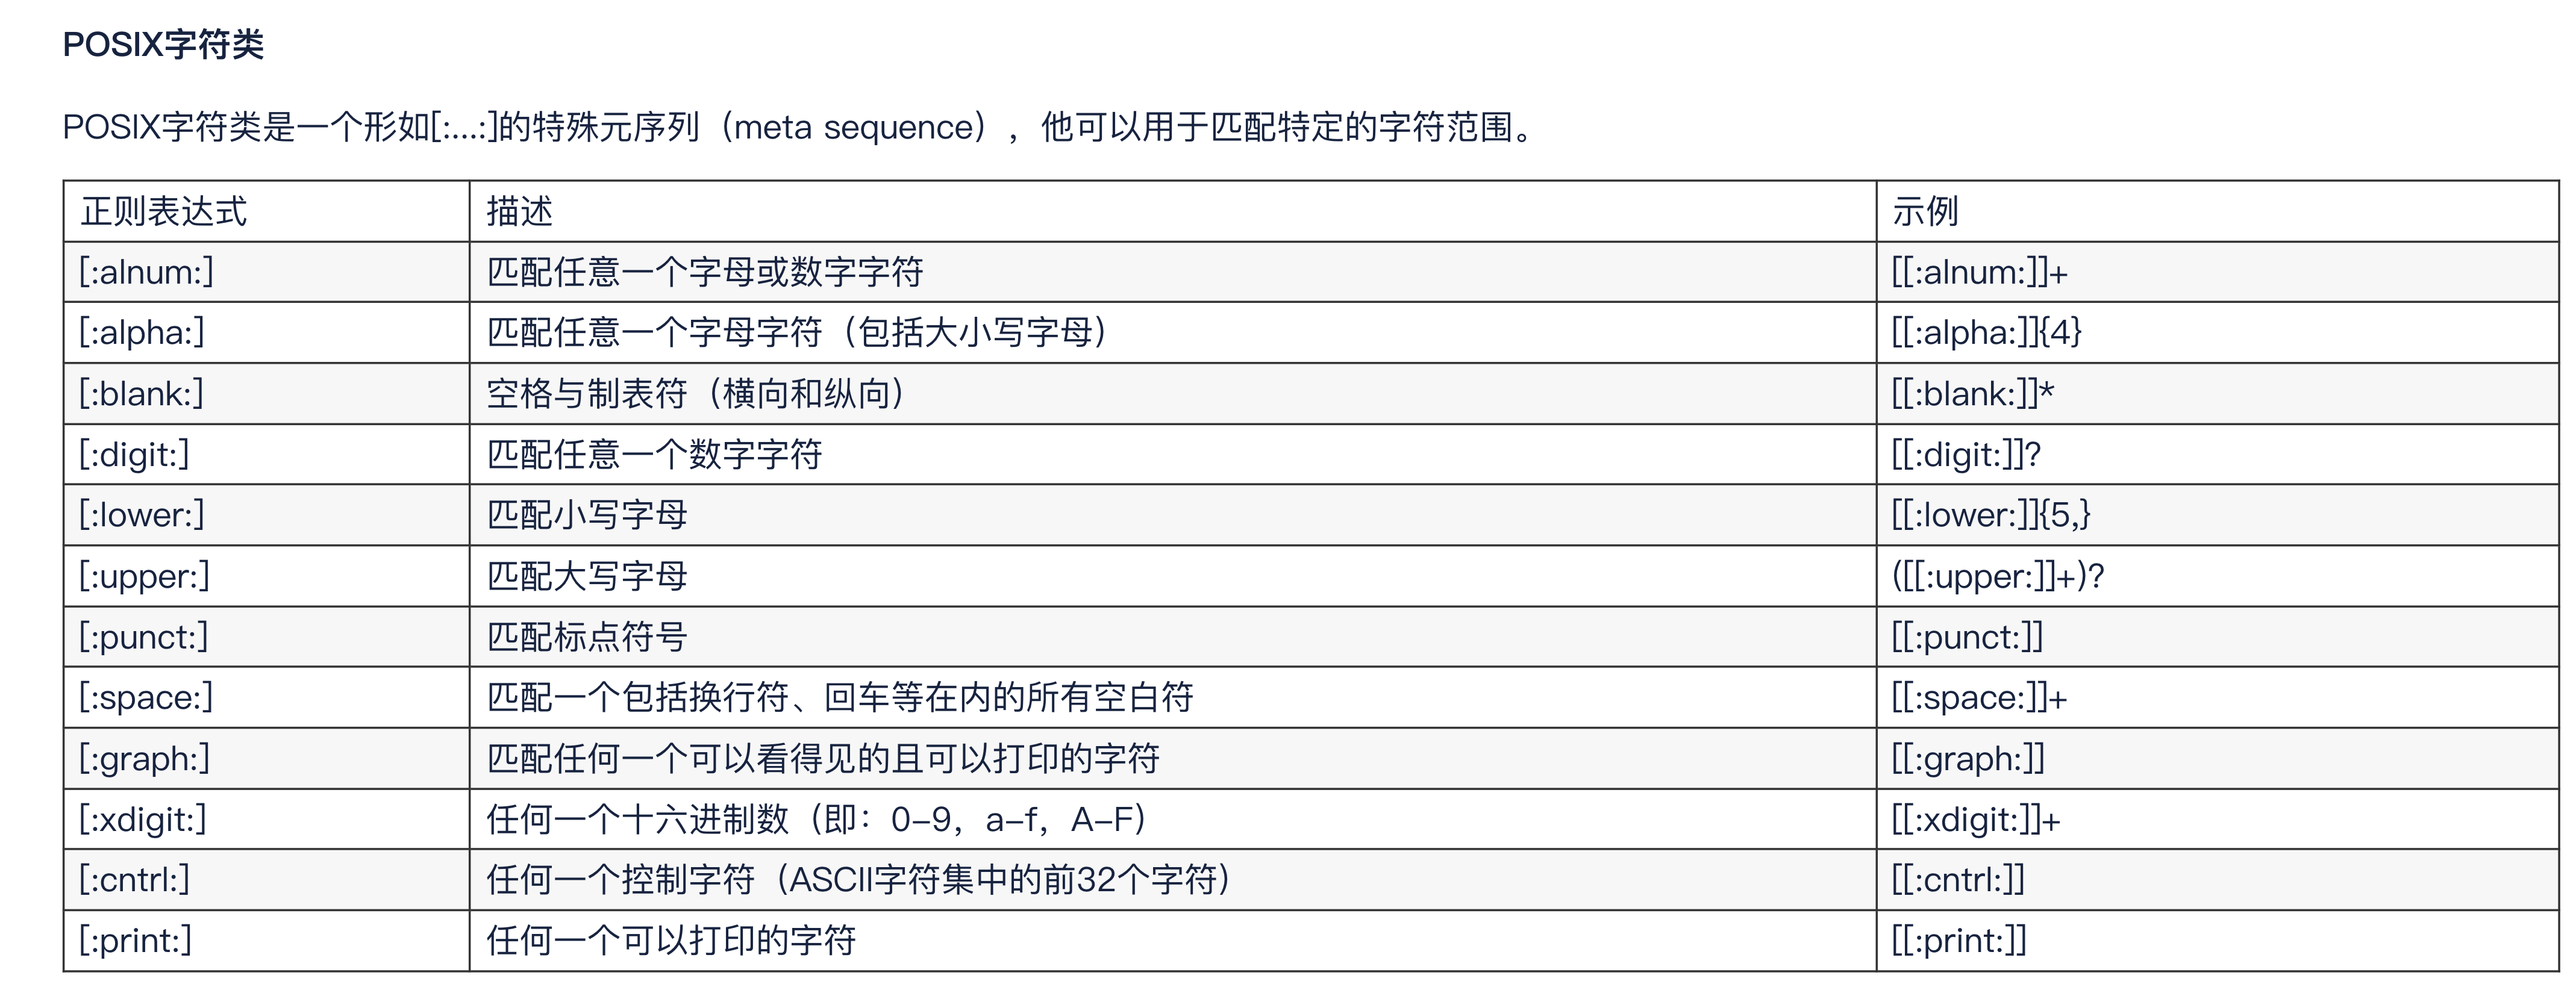 POSIX字符类
POSIX字符类是一个形如[:...:]的特殊元序列（meta sequence），他可以用于匹配特定的字符范围。
正则表达式 描述 示例
[:alnum:] 匹配任意一个字母或数字字符 [[:alnum:]]+
[:alpha:] 匹配任意一个字母字符（包括大小写字母） [[:alpha:]]{4}
[:blank:] 空格与制表符（横向和纵向） [[:blank:]]*
[:digit:] 匹配任意一个数字字符 [[:digit:]]?
[:lower:] 匹配小写字母 [[:lower:]]{5,}
[:upper:] 匹配大写字母 ([[:upper:]]+)?
[:punct:] 匹配标点符号 [[:punct:]]
[:space:] 匹配一个包括换行符、回车等在内的所有空白符 [[:space:]]+
[:graph:] 匹配任何一个可以看得见的且可以打印的字符 [[:graph:]]
[:xdigit:] 任何一个十六进制数（即：0-9，a-f，A-F） [[:xdigit:]]+
[:cntrl:] 任何一个控制字符（ASCII字符集中的前32个字符） [[:cntrl:]]
[:print:] 任何一个可以打印的字符 [[:print:]]